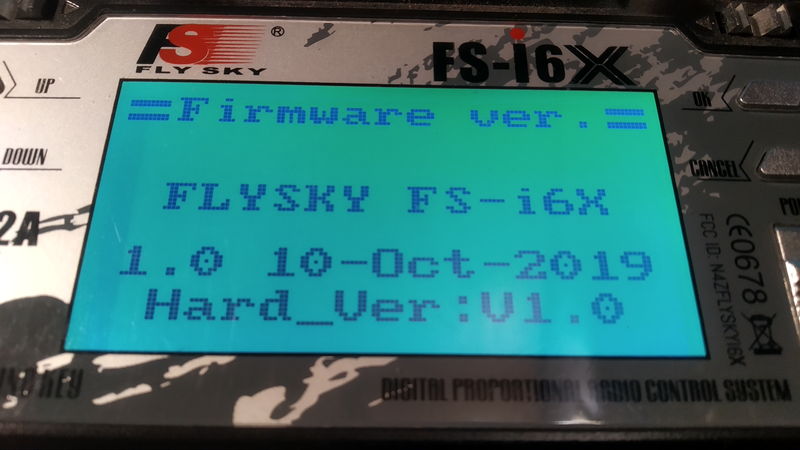 FS ®
FLY SKY
FS-i6X
UP
=Firmware ver.=
OK
DOWN
CANCEL
FLYSKY FS-i6X
2A
1.0 10-Oct-2019
Hard_Ver:V1.0
CE0678
FCC ID: N4ZFLYSKYI6X
KEY
DIGITAL PROPORTIONAL RADIO CONTROL SYSTEM